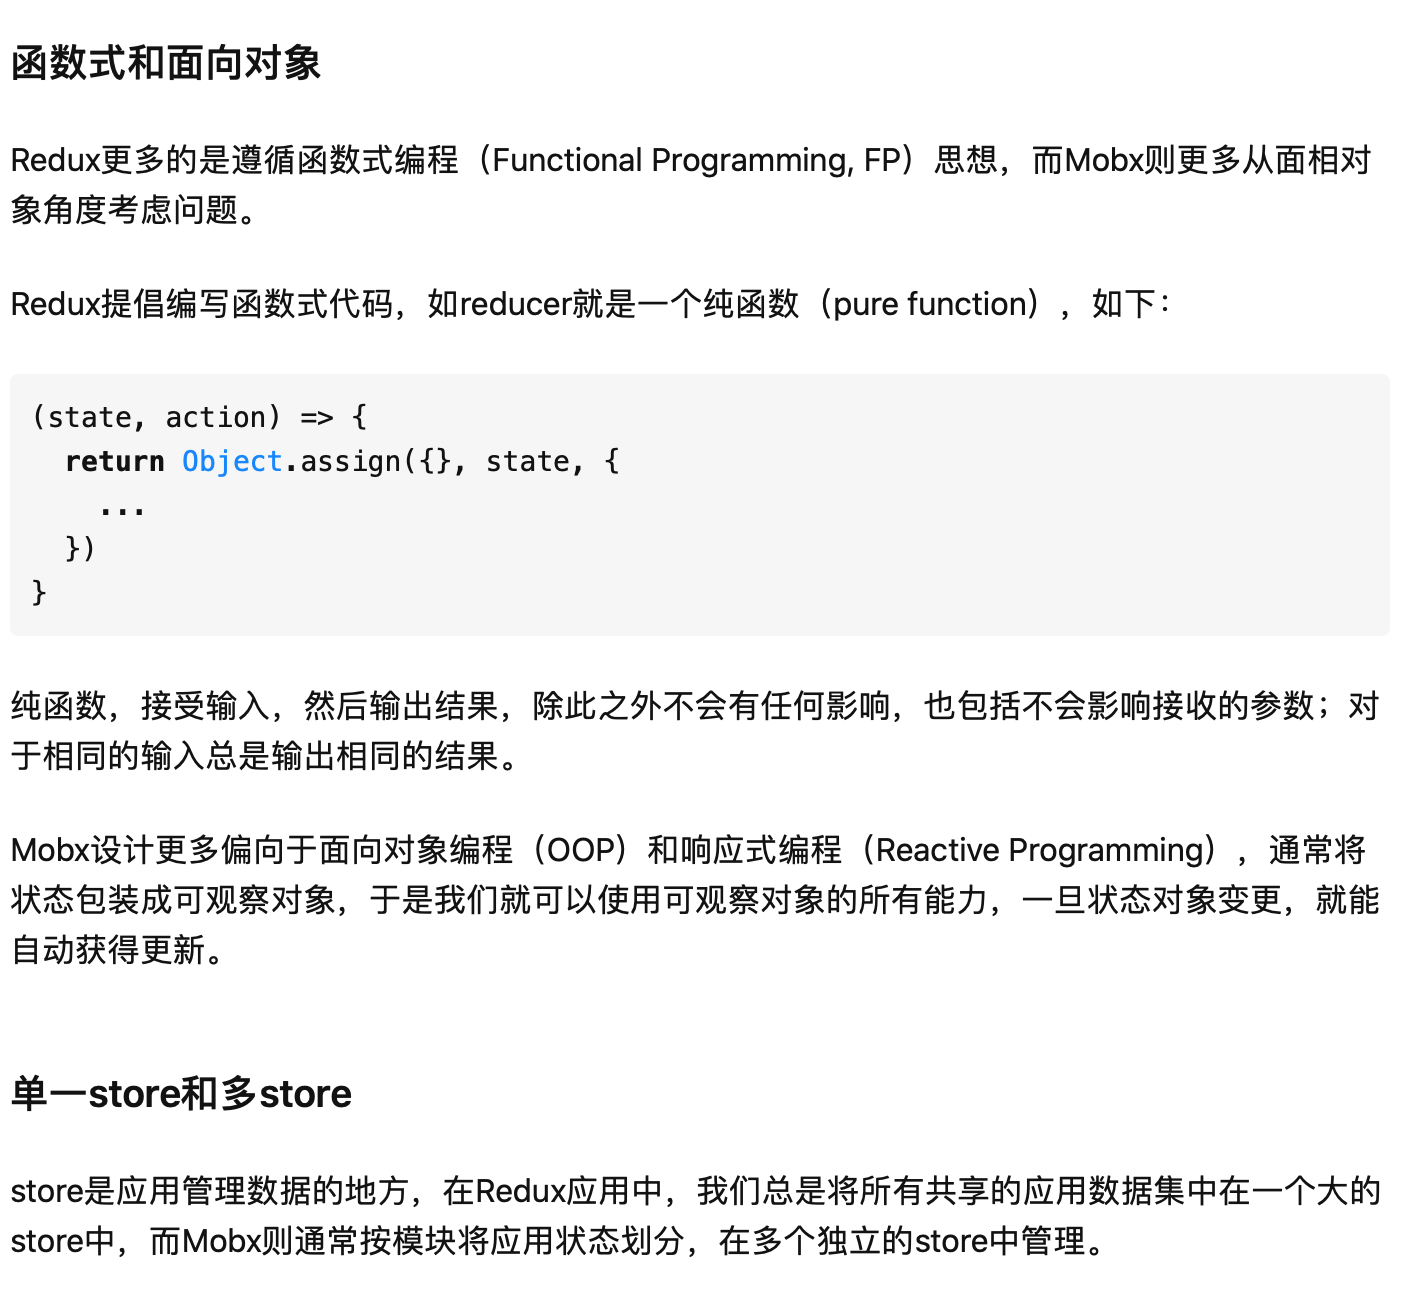 函数式和面向对象
Redux更多的是遵循函数式编程（Functional Programming, FP）思想，而Mobx则更多从面相对
象角度考虑问题。
Redux提倡编写函数式代码，如reducer就是一个纯函数（pure function），如下：
(state, action) => {
  return Object.assign({}, state, {
    ...
  })
}
纯函数，接受输入，然后输出结果，除此之外不会有任何影响，也包括不会影响接收的参数；对
于相同的输入总是输出相同的结果。
Mobx设计更多偏向于面向对象编程（OOP）和响应式编程（Reactive Programming），通常将
状态包装成可观察对象，于是我们就可以使用可观察对象的所有能力，一旦状态对象变更，就能
自动获得更新。
单一store和多store
store是应用管理数据的地方，在Redux应用中，我们总是将所有共享的应用数据集中在一个大的
store中，而Mobx则通常按模块将应用状态划分，在多个独立的store中管理。